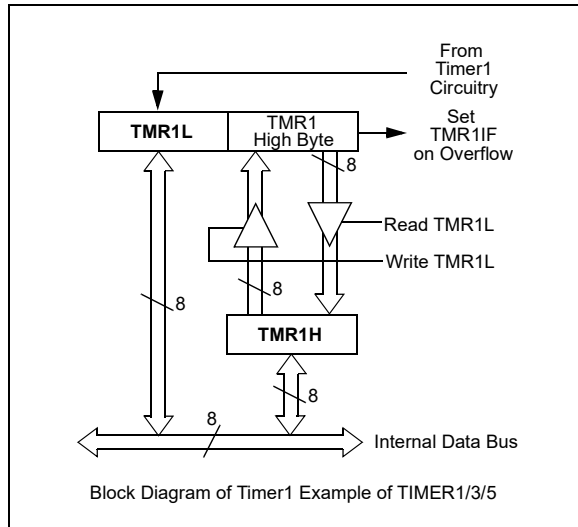 From
Timer1
Circuitry
TMR1L
TMR1
High Byte
Set
TMR1IF
on Overflow
8
Read TMR1L
Write TMR1L
8
8
TMR1H
8
8
Internal Data Bus
Block Diagram of Timer1 Example of TIMER1/3/5